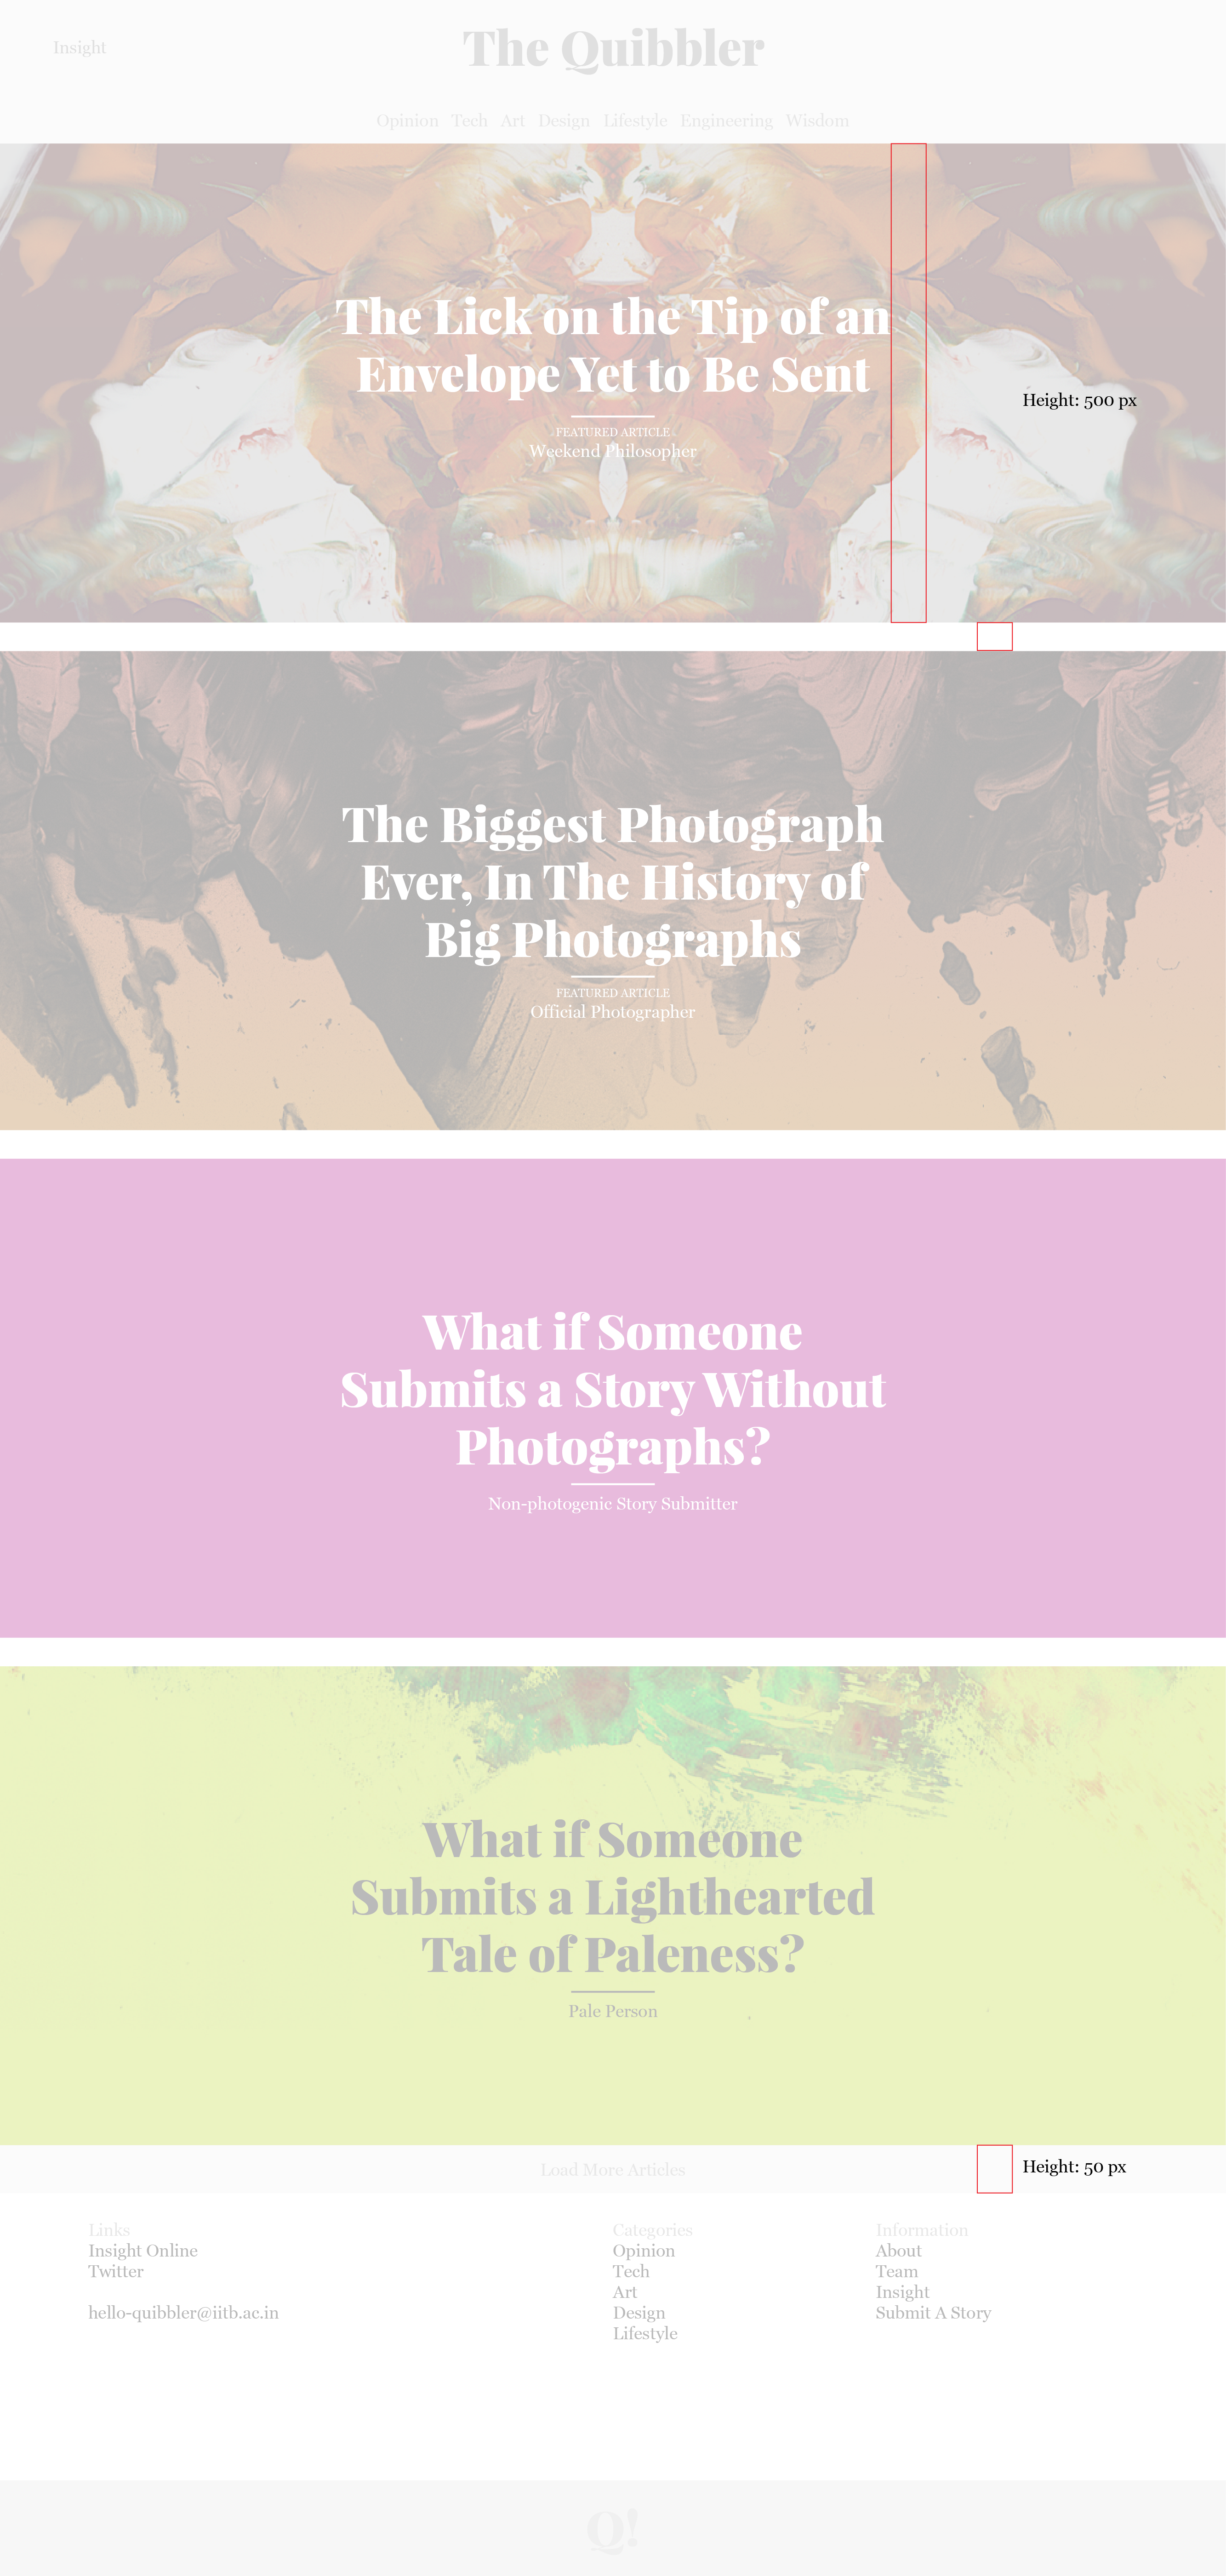 Insight
The Quibbler
Opinion Tech Art Design Lifestyle Engineering Wisdom
The Lick on the Tip of an
Envelope Yet to Be Sent
FEATURED ARTICLE
Weekend Philosopher
Height: 500 px
The Biggest Photograph
Ever, In The History of
Big Photographs
FEATURED ARTICLE
Official Photographer
What if Someone
Submits a Story Without
Photographs?
Non-photogenic Story Submitter
What if Someone
Submits a Lighthearted
Tale of Paleness?
Pale Person
Load More Articles
Height: 50 px
Links
Insight Online
Twitter
hello-quibbler@iitb.ac.in
Categories
Opinion
Tech
Art
Design
Lifestyle
Information
About
Team
Insight
Submit A Story
Q!